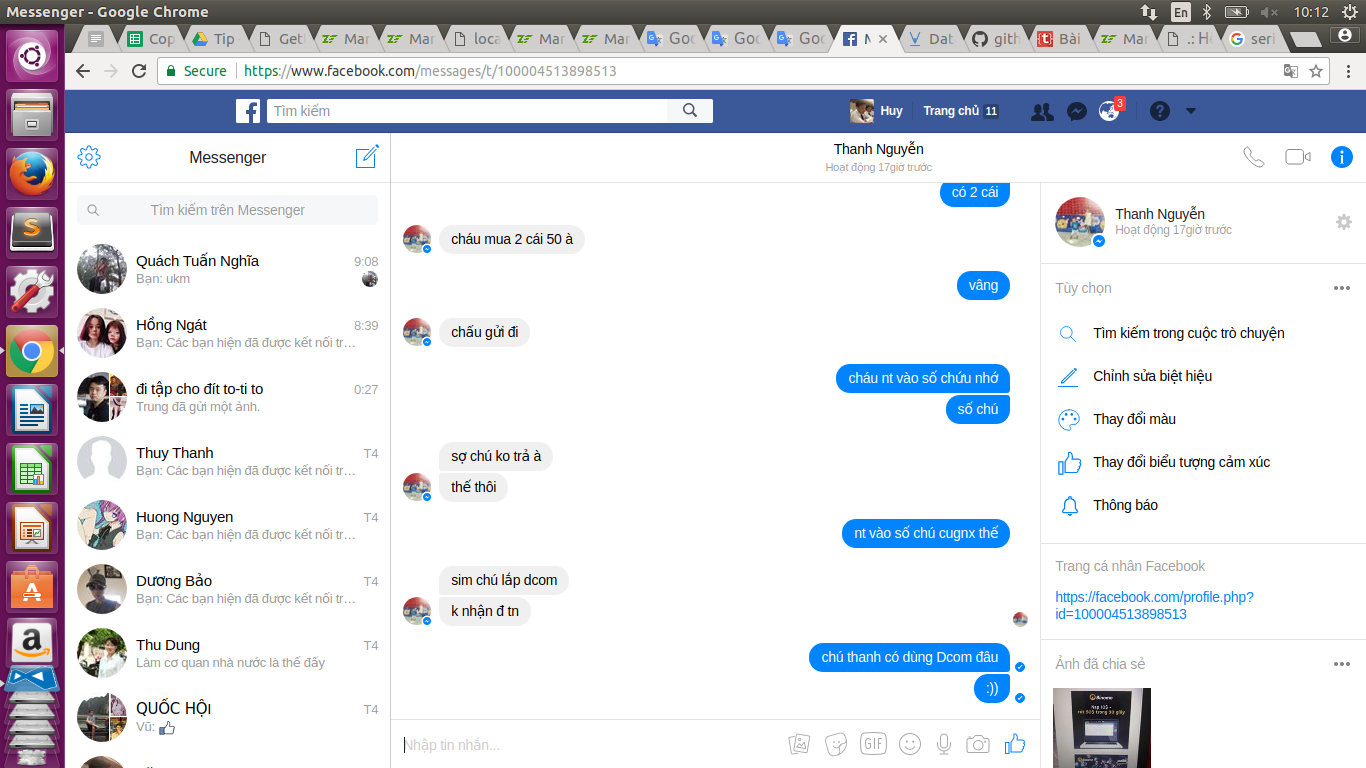 Messenger - Google Chrome
En
10:12
Cop
Tip
Get
Mar
Mar
loca
Mar
Mar
Goo
Goo
Goo
Dat
gith
Bài
Mar
.: He
seri
Secure
https://www.facebook.com/messages/t/100004513898513
Tìm kiếm
Huy
Trang chủ 11
3
Messenger
Tìm kiếm trên Messenger
Quách Tuấn Nghĩa
9:08
Bạn: ukm
Hồng Ngát
8:39
Bạn: Các bạn hiện đã được kết nối tr…
đi tập cho đít to-ti to
0:27
Trung đã gửi một ảnh.
Thuy Thanh
T4
Bạn: Các bạn hiện đã được kết nối tr…
Huong Nguyen
T4
Bạn: Các bạn hiện đã được kết nối tr…
Dương Bảo
T4
Bạn: Các bạn hiện đã được kết nối tr…
Thu Dung
T4
Làm cơ quan nhà nước là thế đấy
QUỐC HỘI
T4
Vũ:
Thanh Nguyễn
Hoạt động 17giờ trước
có 2 cái
cháu mua 2 cái 50 à
vâng
chấu gửi đi
cháu nt vào số chứu nhớ
số chú
sợ chú ko trả à
thế thôi
nt vào số chú cugnx thế
sim chú lắp dcom
k nhận đ tn
chú thanh có dùng Dcom đâu
:))
Nhập tin nhắn...
GIF
Thanh Nguyễn
Hoạt động 17giờ trước
Tùy chọn
Tìm kiếm trong cuộc trò chuyện
Chỉnh sửa biệt hiệu
Thay đổi màu
Thay đổi biểu tượng cảm xúc
Thông báo
Trang cá nhân Facebook
https://facebook.com/profile.php?
id=100004513898513
Ảnh đã chia sẻ
Binomo